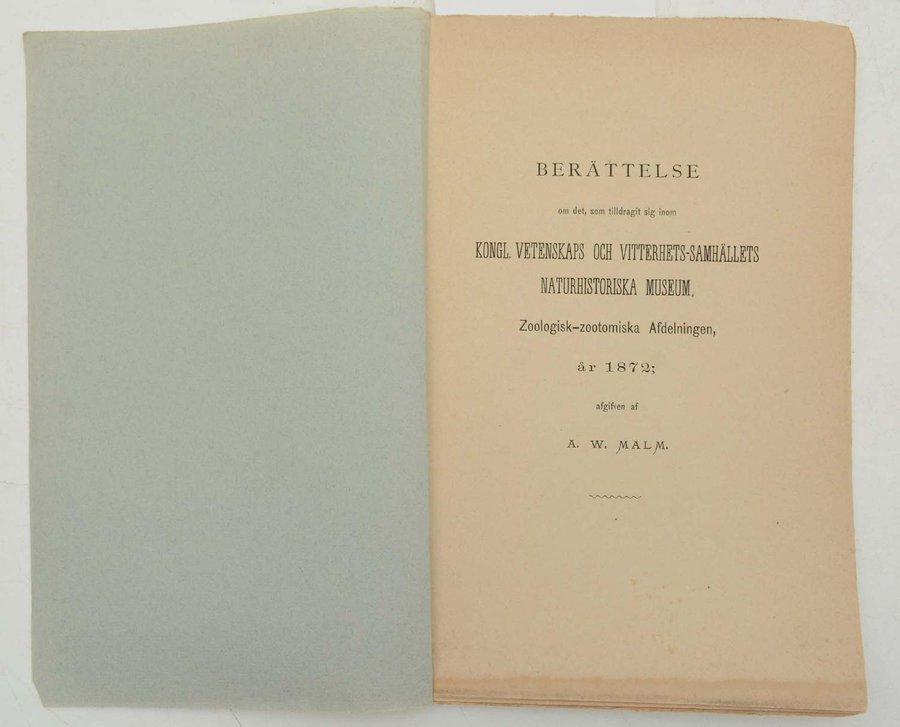 BERÄTTELSE
om det, som tilldragit sig inom
KONGL. VETENSKAPS OCH VITTERHETS-SAMHÄLLETS
NATURHISTORISKA MUSEUM,
Zoologisk-zootomiska Afdelningen,
år 1872;
afgifven af
A. W. MALM.